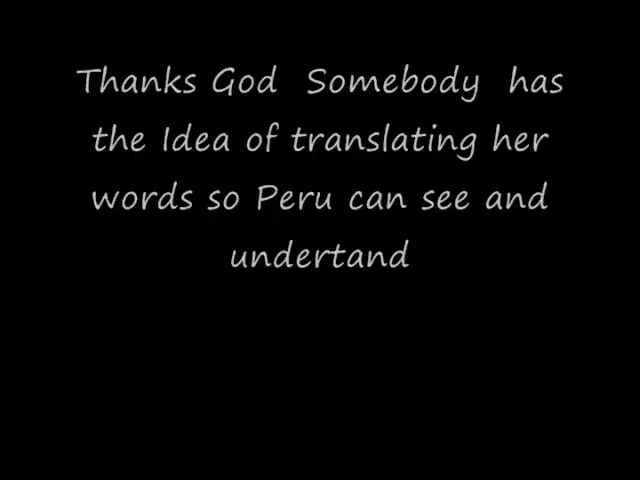 Thanks God Somebody has
the Idea of translating her
words so Peru can see and
undertand